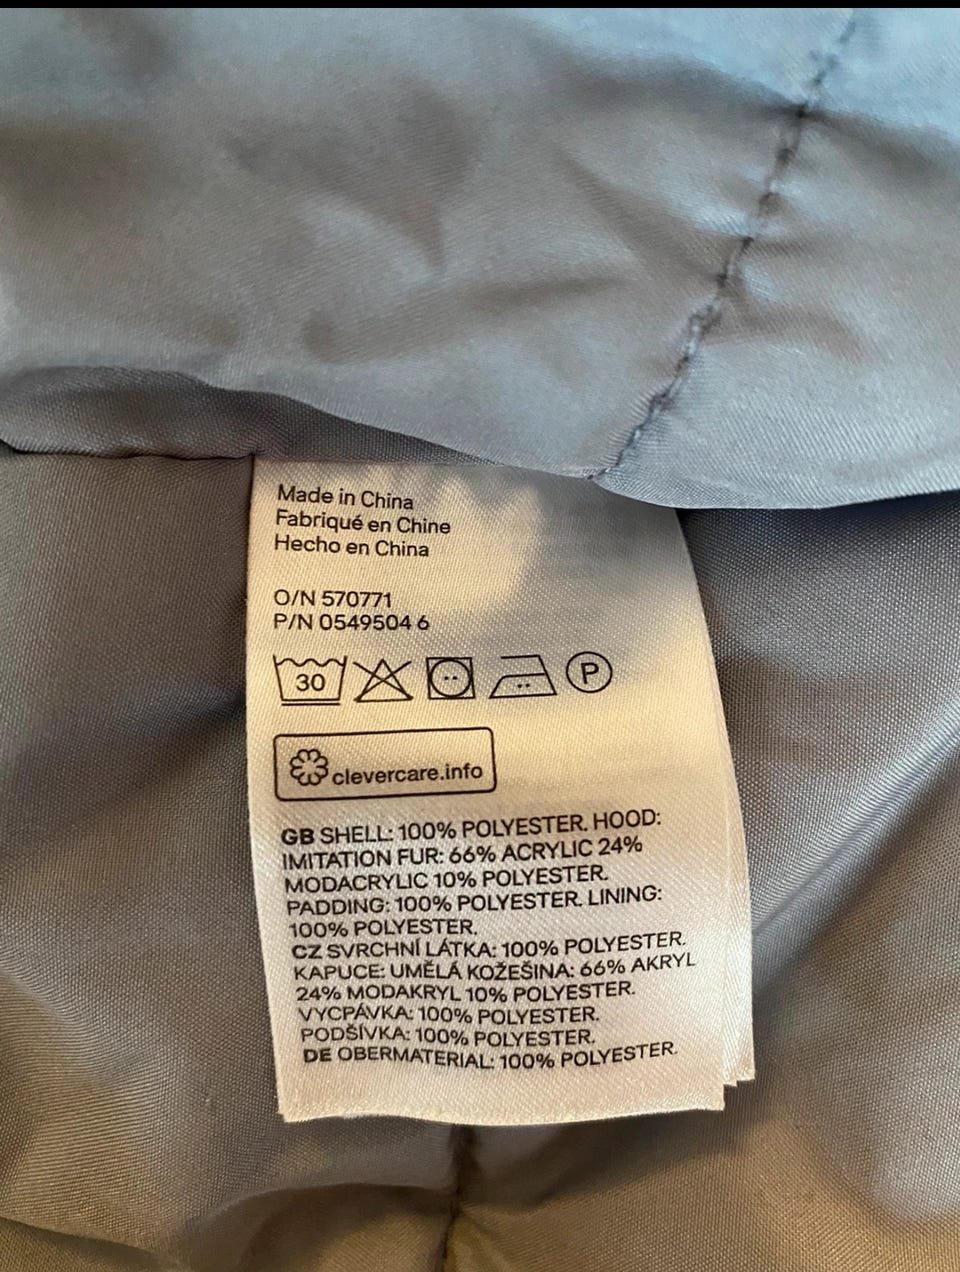 Made in China
Fabriqué en Chine
Hecho en China
O/N 570771
P/N 0549504 6
30
P
clevercare.info
GB SHELL: 100% POLYESTER. HOOD:
IMITATION FUR: 66% ACRYLIC 24%
MODACRYLIC 10% POLYESTER.
PADDING: 100% POLYESTER. LINING:
100% POLYESTER.
CZ SVRCHNÍ LÁTKA: 100% POLYESTER.
KAPUCE: UMĚLÁ KOŽEŠINA: 66% AKRYL
24% MODAKRYL 10% POLYESTER.
VYCPÁVKA: 100% POLYESTER.
PODŠÍVKA: 100% POLYESTER.
DE OBERMATERIAL: 100% POLYESTER.